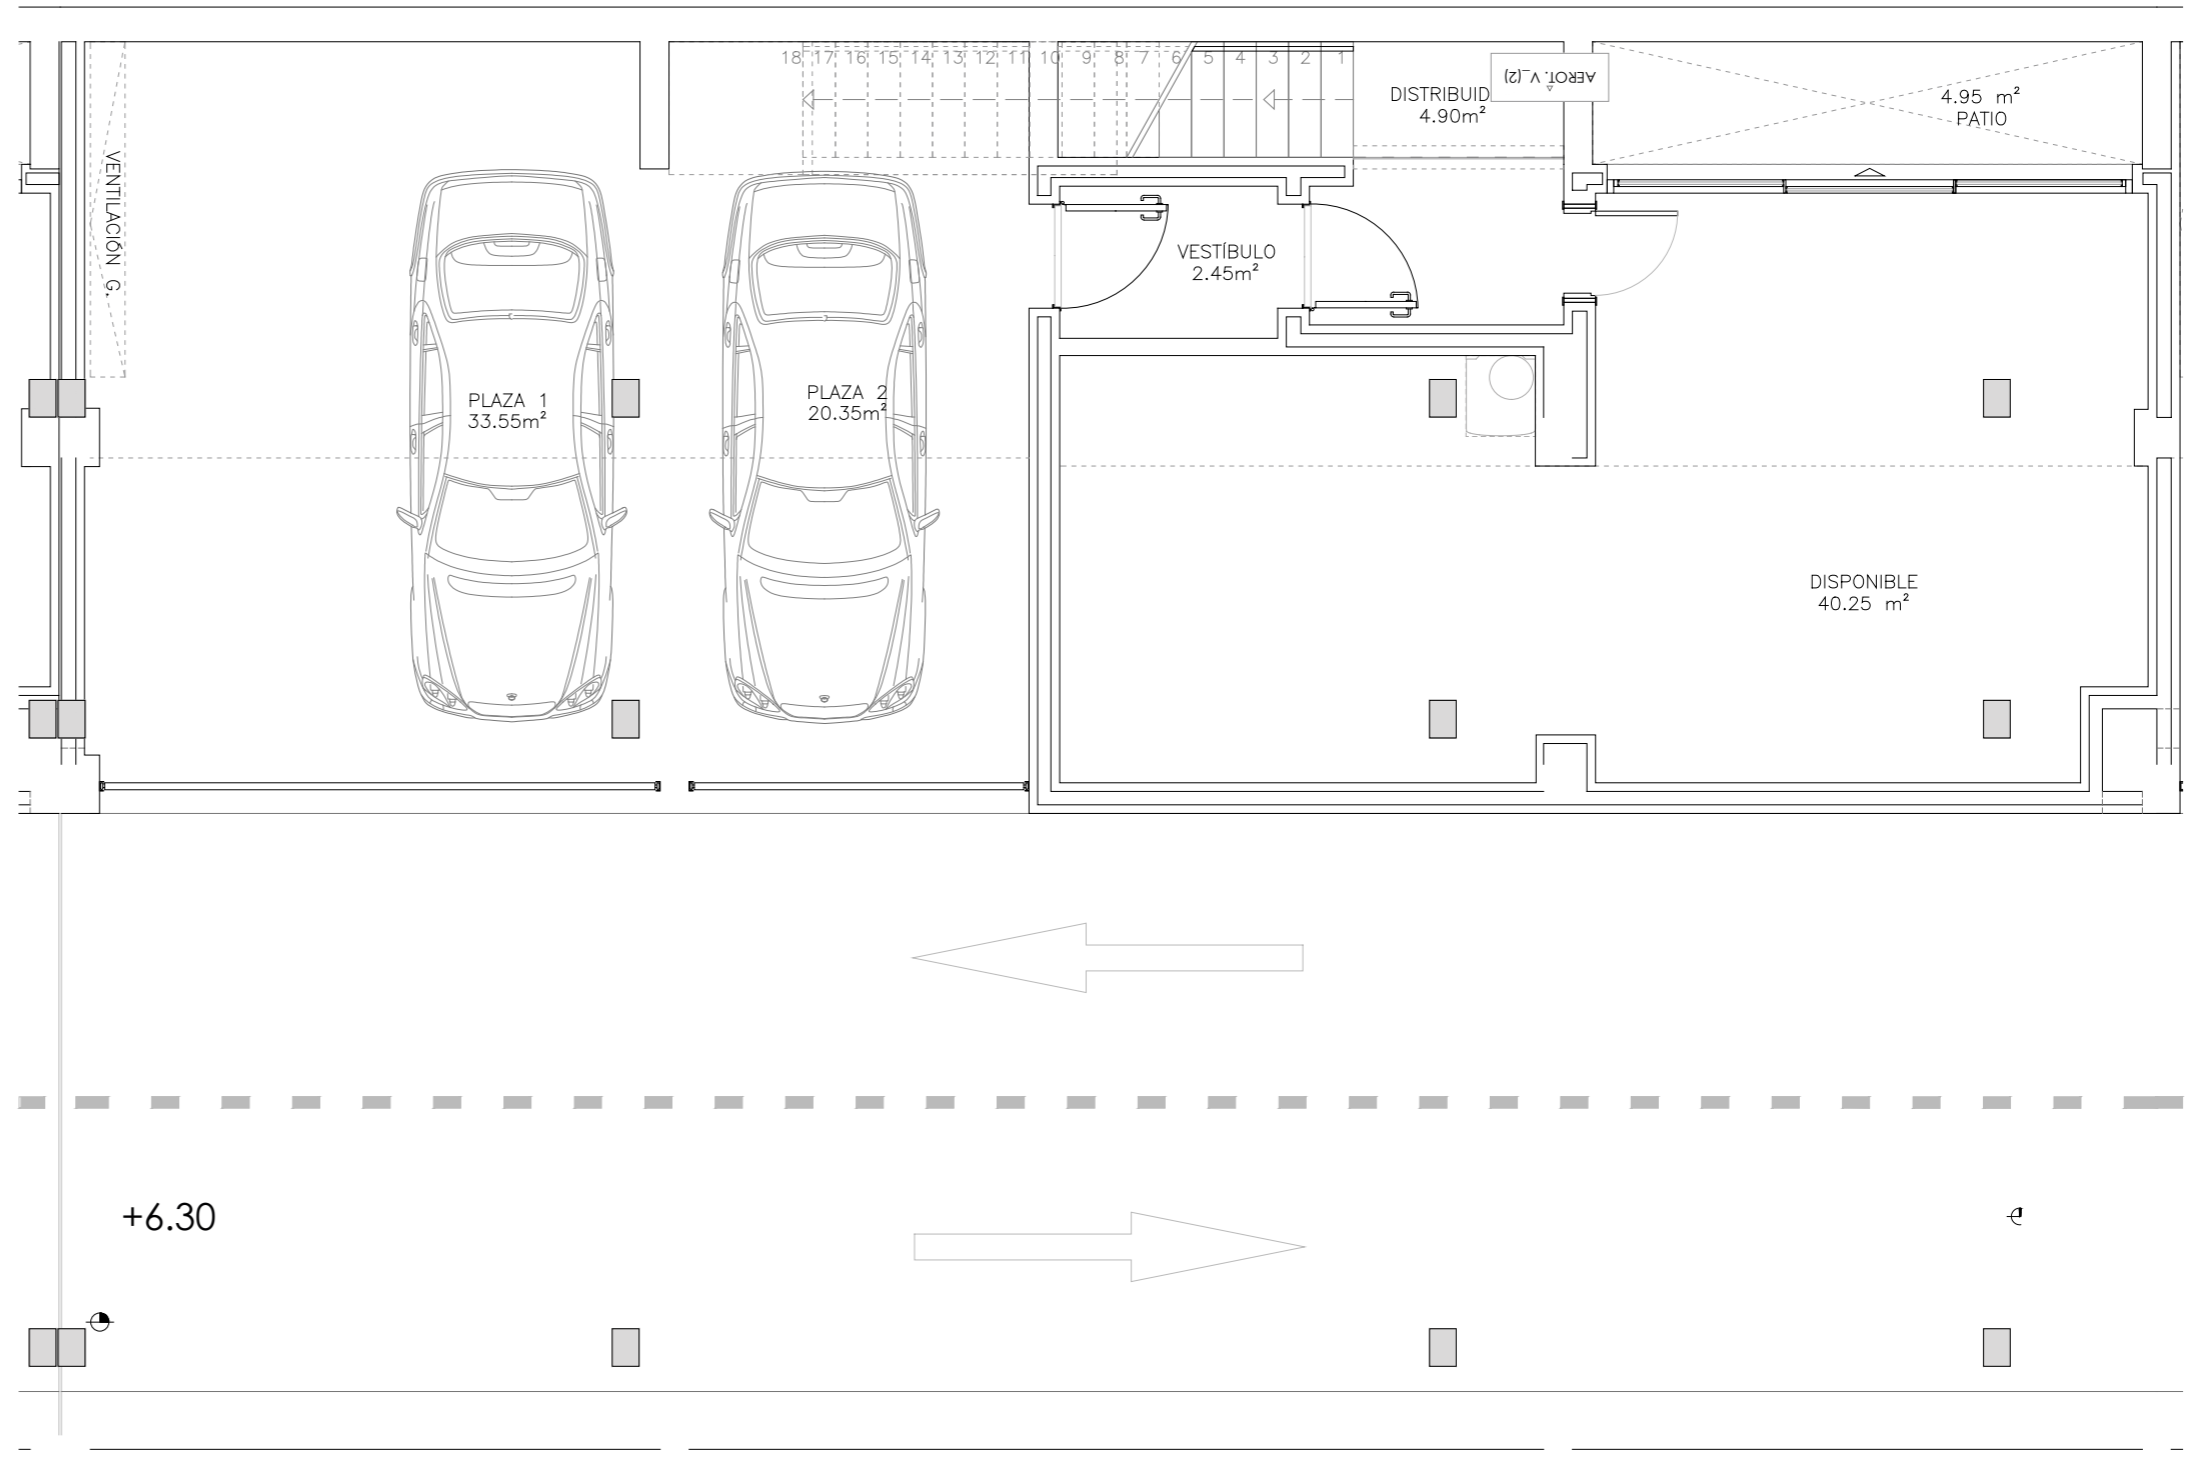 18 17 16 15 14 13 12 11 10 9 8 7 6 5 4 3 2 1
DISTRIBUID
4.90m²
AEROT. V_(2)
4.95 m²
PATIO
VENTILACIÓN G.
VESTÍBULO
2.45m²
PLAZA 1
33.55m²
PLAZA 2
20.35m²
DISPONIBLE
40.25 m²
+6.30